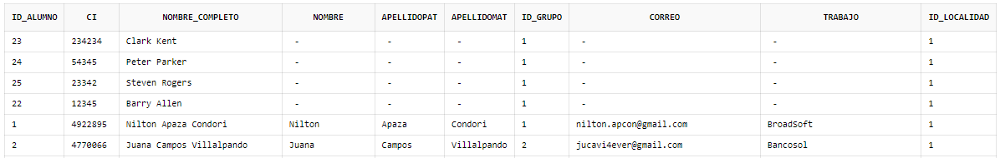 ID_ALUMNO CI NOMBRE_COMPLETO NOMBRE APELLIDOPAT APELLIDOMAT ID_GRUPO CORREO TRABAJO ID_LOCALIDAD
23 234234 Clark Kent - - - 1 - - 1
24 54345 Peter Parker - - - 1 - - 1
25 23342 Steven Rogers - - - 1 - - 1
22 12345 Barry Allen - - - 1 - - 1
1 4922895 Nilton Apaza Condori Nilton Apaza Condori 1 nilton.apcon@gmail.com BroadSoft 1
2 4770066 Juana Campos Villalpando Juana Campos Villalpando 2 jucavi4ever@gmail.com Bancosol 1